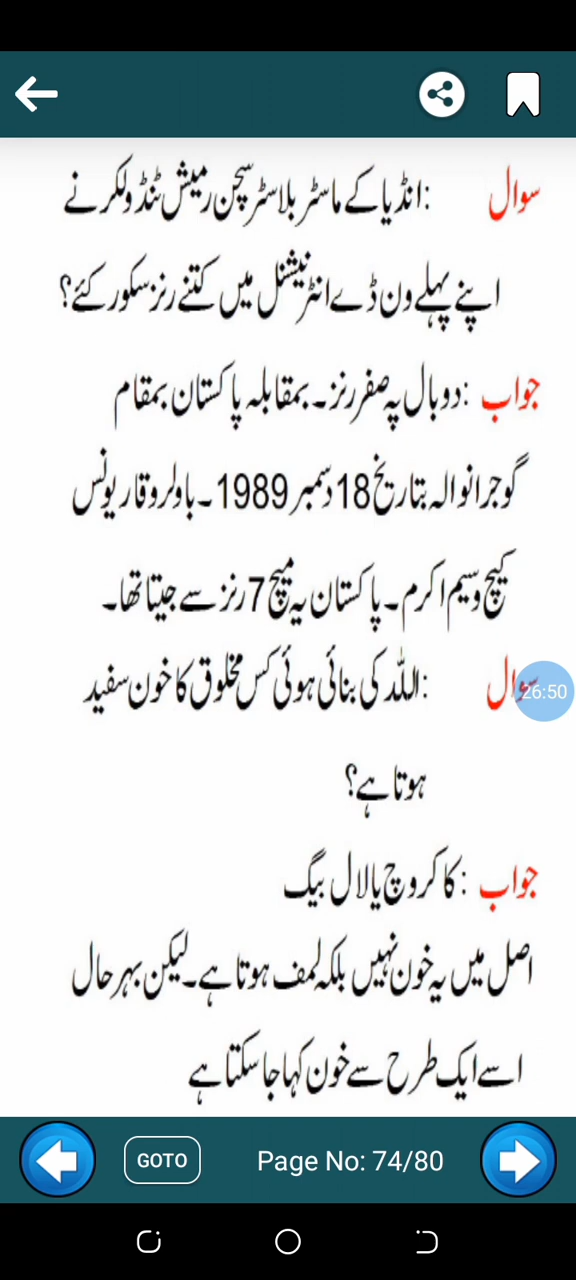 سوال :انڈیا کے ماسٹر بلاسٹر سچن رمیش ٹنڈولکر نے
اپنے پہلے ون ڈے انٹرنیشنل میں کتنے رنز سکور کئے؟
جواب :دو بال پہ صفر رنز۔ بمقابلہ پاکستان بمقام
گوجرانوالہ بتاریخ 18 دسمبر 1989۔ باولر وقار یونس
کیچ وسیم اکرم۔ پاکستان یہ میچ 7 رنز سے جیتا تھا۔
سوال :اللہ کی بنائی ہوئی کس مخلوق کا خون سفید
26:50
ہوتا ہے؟
جواب :کاکروچ یا لال بیگ
اصل میں یہ خون نہیں بلکہ لمف ہوتا ہے۔ لیکن بہر حال
اسے ایک طرح سے خون کہا جا سکتا ہے
GOTO Page No: 74/80